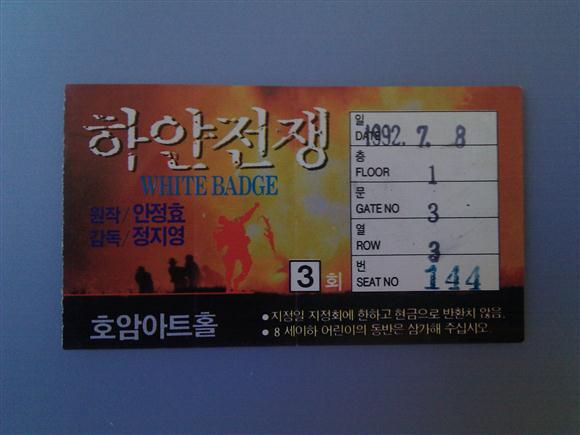 하얀전쟁
WHITE BADGE
원작/안정효
감독/정지영
3 회
일
DATE 1992. 7. 8
층
FLOOR 1
문
GATE NO 3
열
ROW 3
번
SEAT NO 144
호암아트홀
● 지정일 지정회에 한하고 현금으로 반환치 않음.
● 8 세이하 어린이의 동반은 삼가해 주십시오.